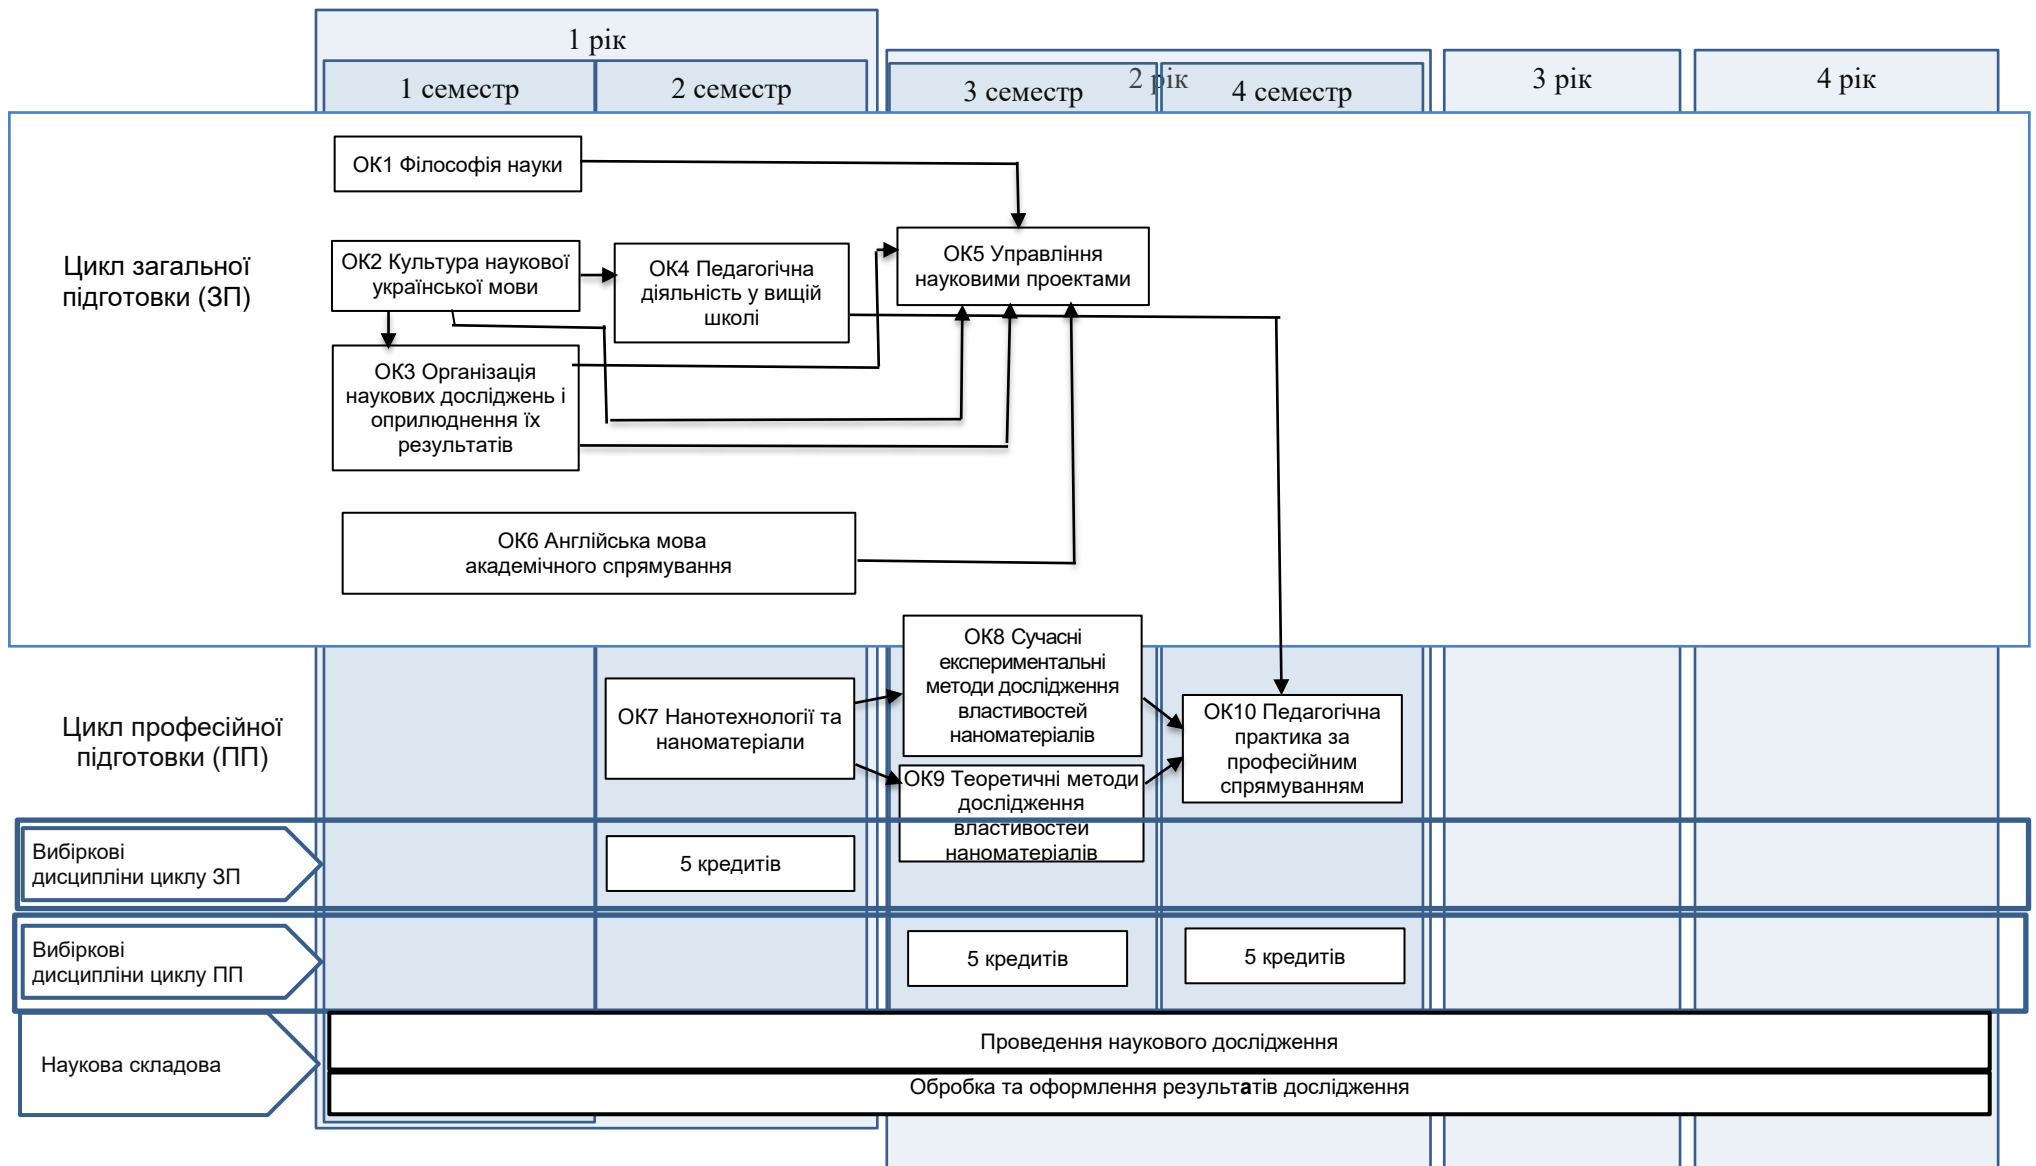 1 рік
2 рік
3 рік
4 рік
1 семестр
2 семестр
3 семестр
4 семестр
Цикл загальної
підготовки (ЗП)
ОК1 Філософія науки
ОК2 Культура наукової
української мови
ОК4 Педагогічна
діяльність у вищій
школі
ОК5 Управління
науковими проектами
ОК3 Організація
наукових досліджень і
оприлюднення їх
результатів
ОК6 Англійська мова
академічного спрямування
Цикл професійної
підготовки (ПП)
ОК7 Нанотехнології та
наноматеріали
ОК8 Сучасні
експериментальні
методи дослідження
властивостей
наноматеріалів
ОК9 Теоретичні методи
дослідження
властивостей
наноматеріалів
ОК10 Педагогічна
практика за
професійним
спрямуванням
Вибіркові
дисципліни циклу ЗП
5 кредитів
Вибіркові
дисципліни циклу ПП
5 кредитів
5 кредитів
Наукова складова
Проведення наукового дослідження
Обробка та оформлення результатів дослідження